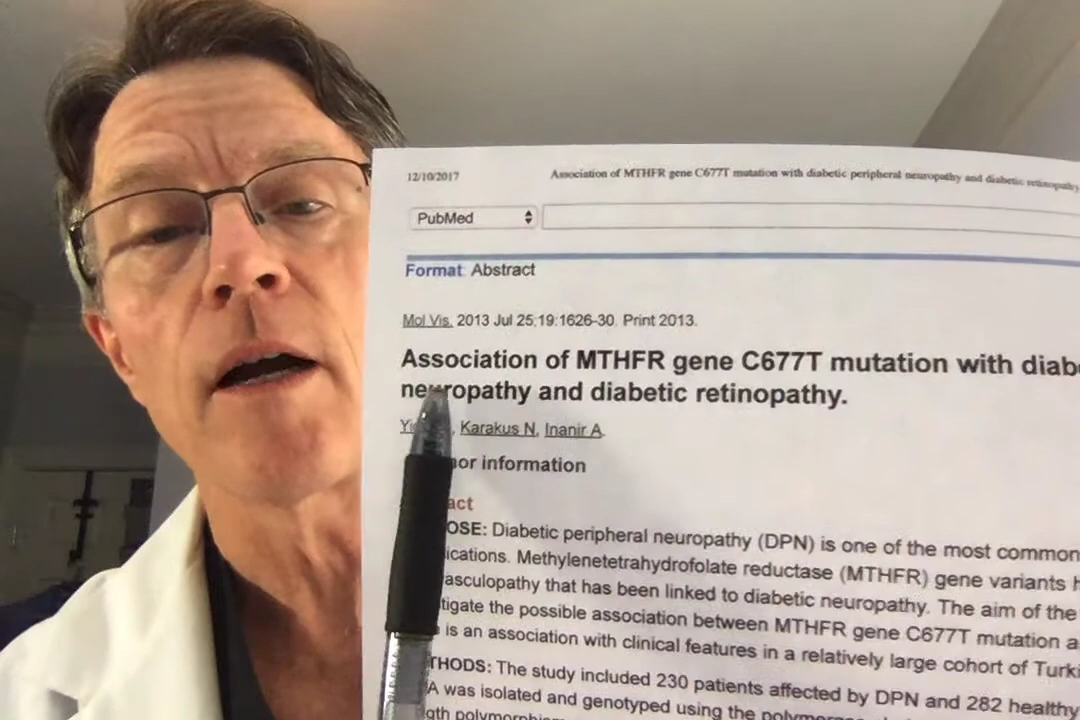 12/10/2017 Association of MTHFR gene C677T mutation with diabetic peripheral neuropathy and diabetic retinopathy
PubMed
Format: Abstract
Mol Vis. 2013 Jul 25;19:1626-30. Print 2013.
Association of MTHFR gene C677T mutation with diab
neuropathy and diabetic retinopathy.
Karakus N, Inanir A.
or information
act
OSE: Diabetic peripheral neuropathy (DPN) is one of the most common
ications. Methylenetetrahydrofolate reductase (MTHFR) gene variants h
asculopathy that has been linked to diabetic neuropathy. The aim of the
tigate the possible association between MTHFR gene C677T mutation a
is an association with clinical features in a relatively large cohort of Turki
THODS: The study included 230 patients affected by DPN and 282 healthy
A was isolated and genotyped using the polymeras
gth polymorphis